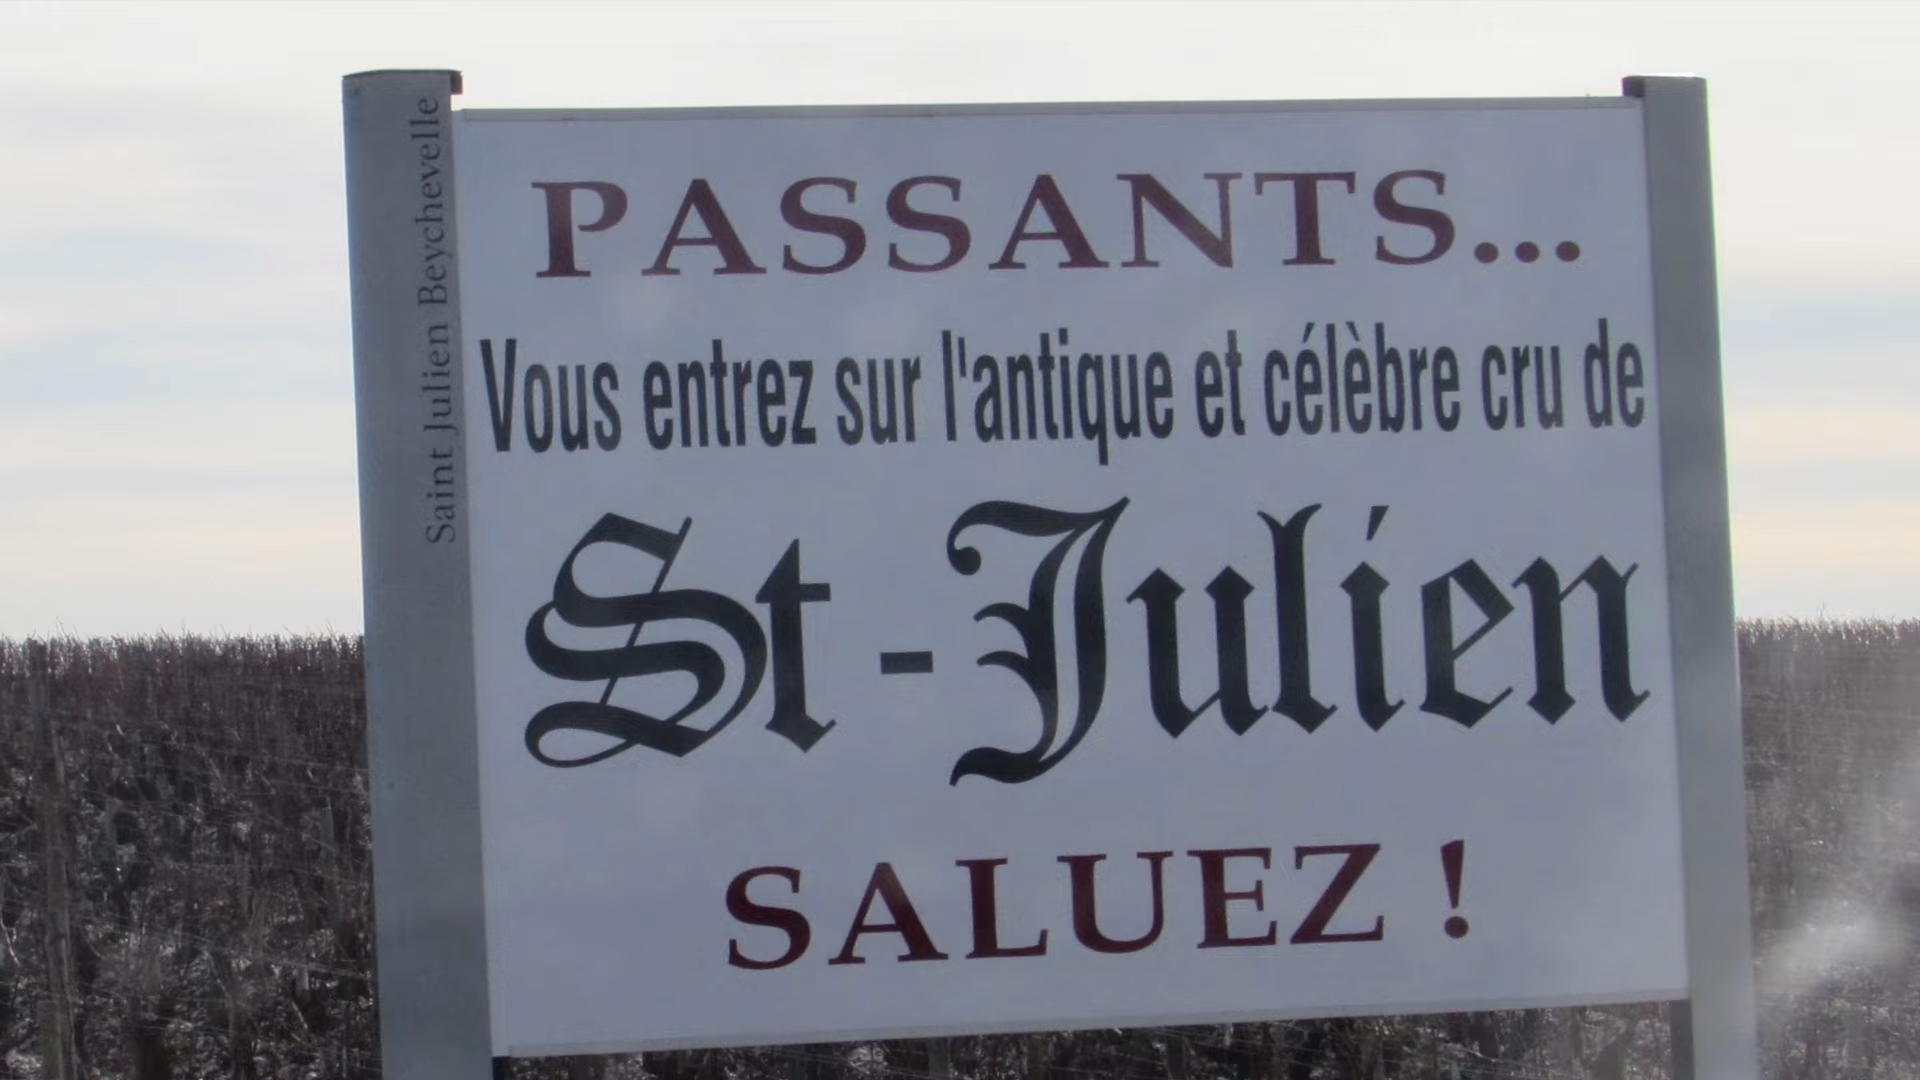 Saint Julien Beychevelle
PASSANTS...
Vous entrez sur l'antique et célèbre cru de
St-Julien
SALUEZ !